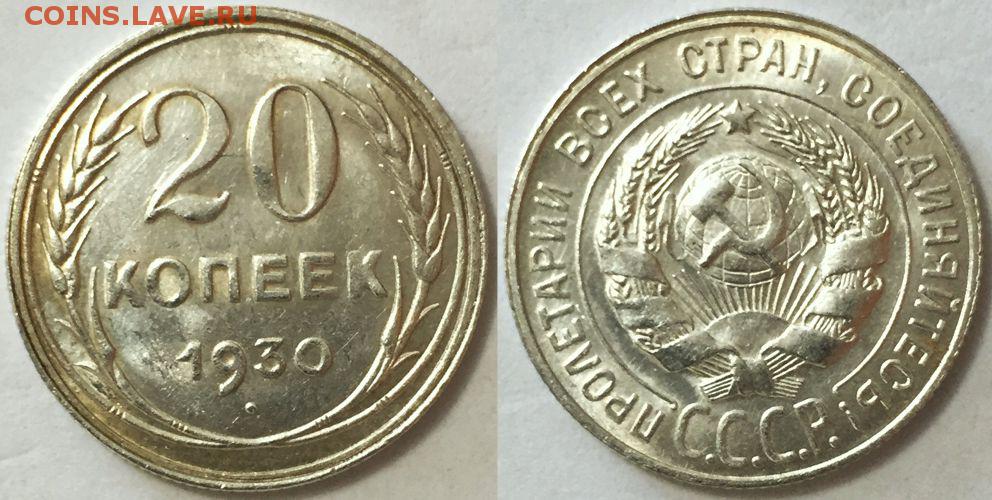 COINS.LAVE.RU
20
КОПЕЕК
1930
ПРОЛЕТАРИИ ВСЕХ СТРАН, СОЕДИНЯЙТЕСЬ!
С.С.С.Р.